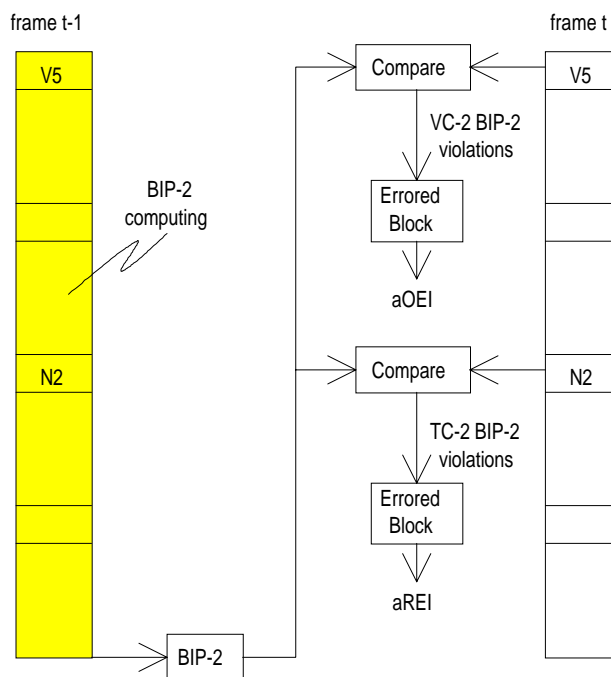 frame t-1
frame t
V5
Compare
V5
VC-2 BIP-2
violations
BIP-2
computing
Errored
Block
aOEI
N2
Compare
N2
TC-2 BIP-2
violations
Errored
Block
aREI
BIP-2